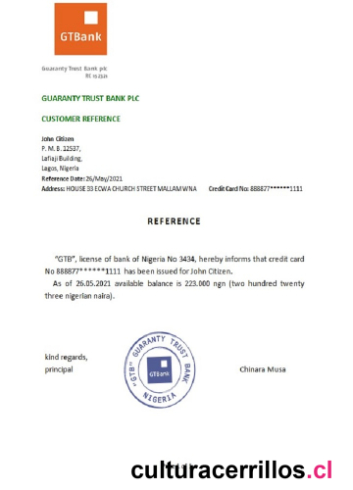 GTBank
Guaranty Trust Bank plc
GUARANTY TRUST BANK PLC
CUSTOMER REFERENCE
John Citizen
P. M. B. 12537,
Lafiaji Building,
Lagos, Nigeria
Reference Date: 26/May/2021
Address: HOUSE 33 ECWA CHURCH STREET MALLAM WNA Credit Card No: 888877******1111
REFERENCE
"GTB", license of bank of Nigeria No 3434, hereby informs that credit card
No 888877******1111 has been issued for John Citizen.
As of 26.05.2021 available balance is 223.000 ngn (two hundred twenty
three nigerian naira).
kind regards,
principal
"GTB" GUARANTY TRUST BANK
GTBank
NIGERIA
Chinara Musa
culturacerrillos.cl